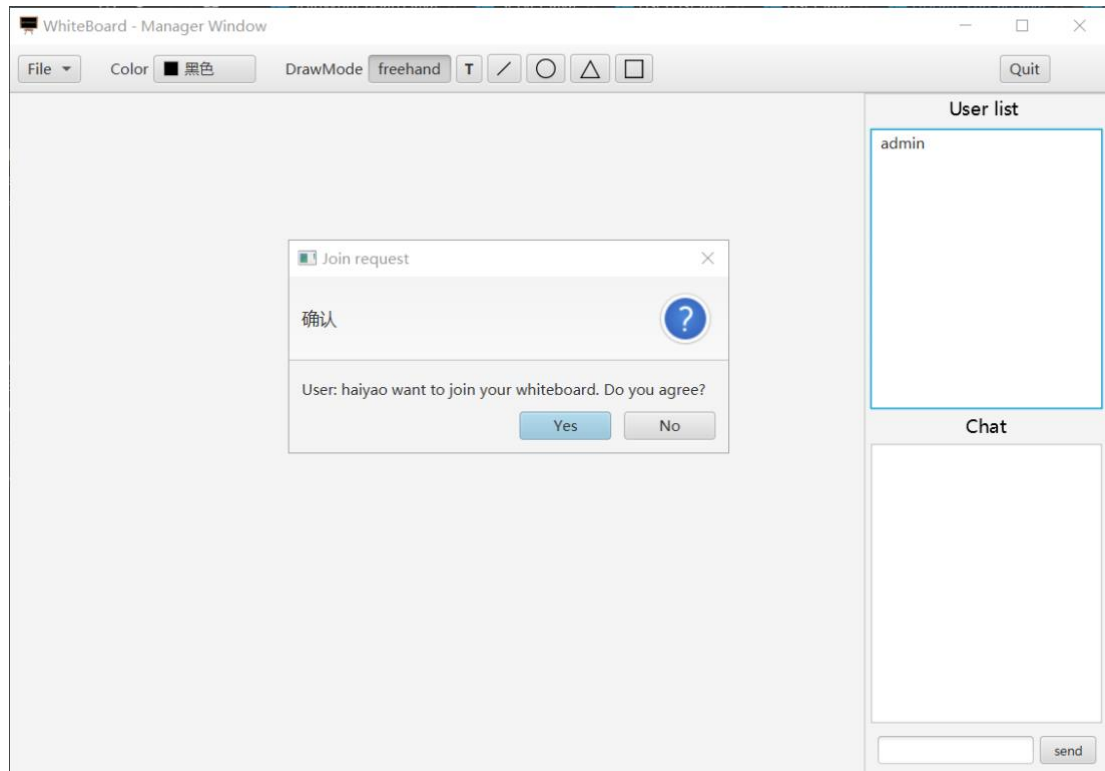 WhiteBoard - Manager Window
File Color 黑色 DrawMode freehand T Quit
User list
admin
Join request
确认
?
User: haiyao want to join your whiteboard. Do you agree?
Yes No
Chat
send